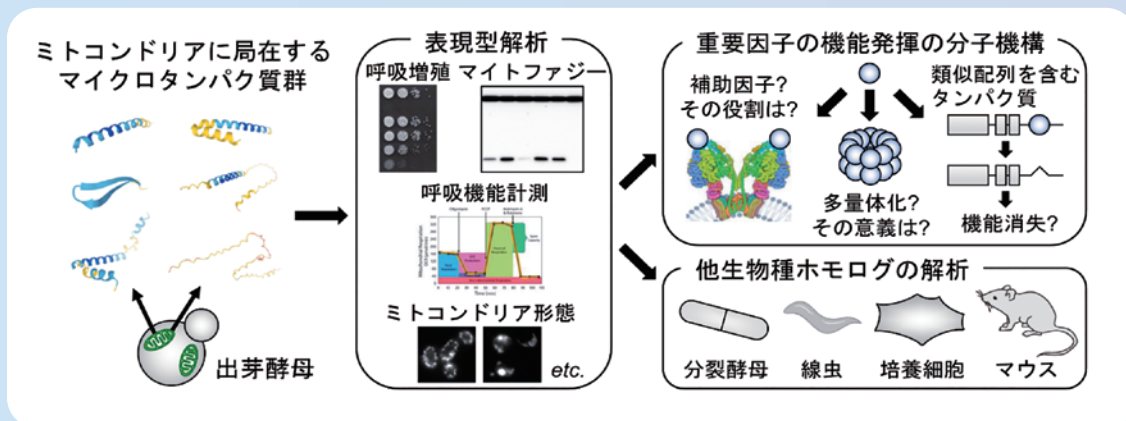 ミトコンドリアに局在する
マイクロタンパク質群
出芽酵母
表現型解析
呼吸増殖 マイトファジー
呼吸機能計測
Time (min)
ミトコンドリア形態
etc.
重要因子の機能発揮の分子機構
補助因子?
その役割は?
多量体化?
その意義は?
類似配列を含む
タンパク質
機能消失?
他生物種ホモログの解析
分裂酵母 線虫 培養細胞 マウス